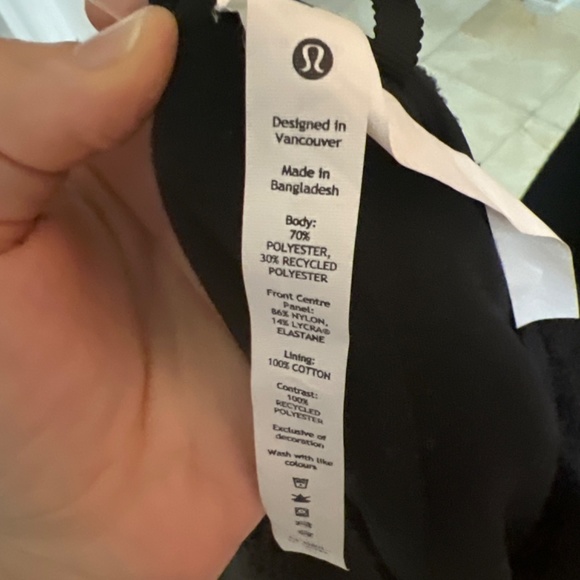 Designed in
Vancouver
Made in
Bangladesh
Body:
70%
POLYESTER,
30% RECYCLED
POLYESTER
Front Centre
Panel:
86% NYLON,
14% LYCRA®
ELASTANE
Lining:
100% COTTON
Contrast:
100%
RECYCLED
POLYESTER
Exclusive of
decoration
Wash with like
colours